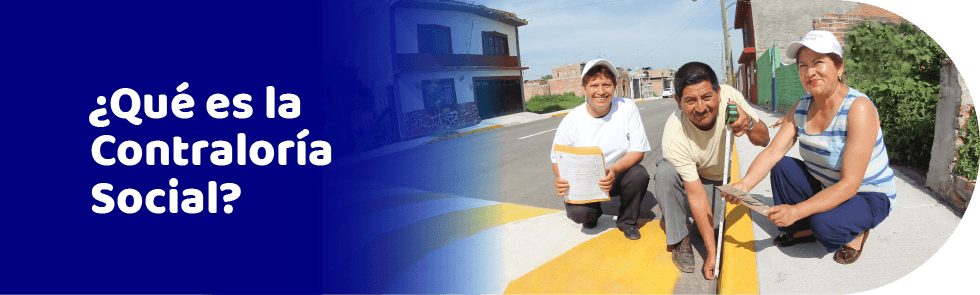 ¿Qué es la
Contraloría
Social?